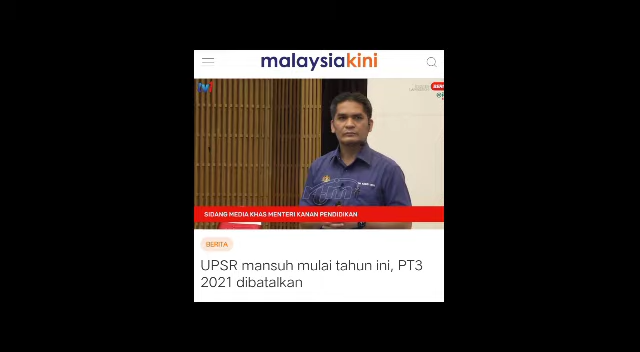 malaysiakini
SIDANG MEDIA KHAS MENTERI KANAN PENDIDIKAN
BERITA
UPSR mansuh mulai tahun ini, PT3
2021 dibatalkan